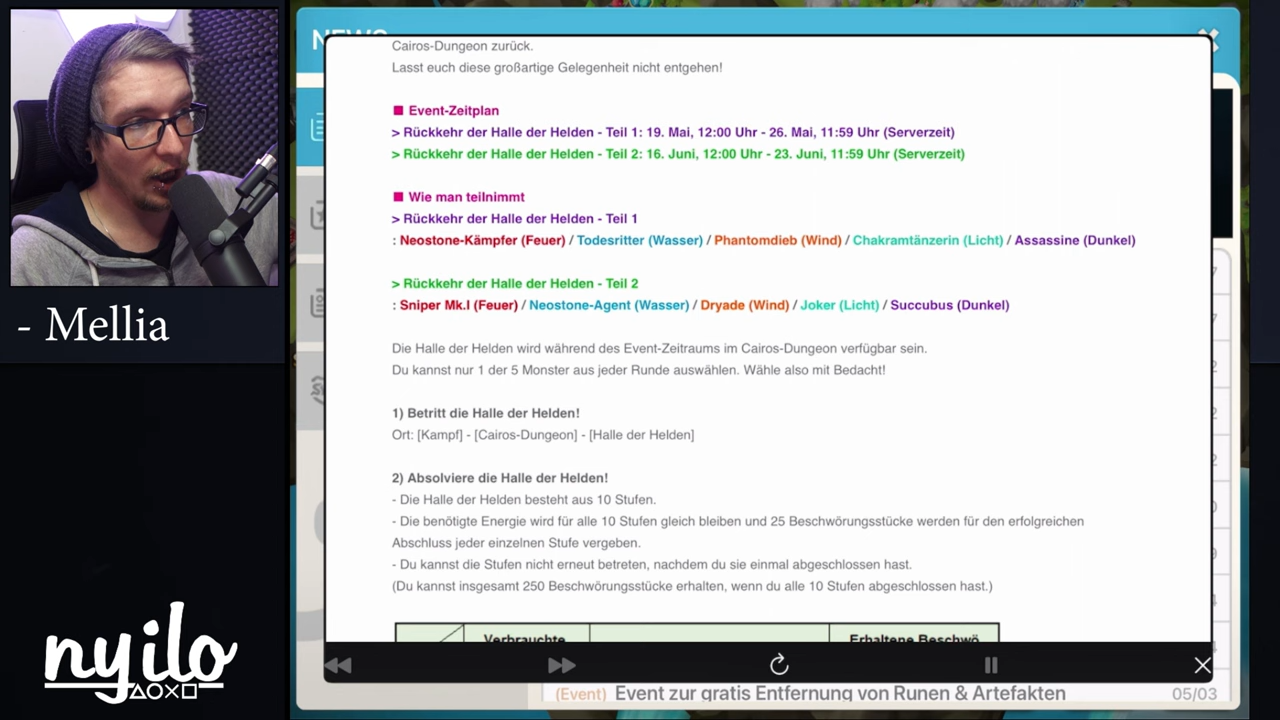 NEWS
Cairos-Dungeon zurück.
Lasst euch diese großartige Gelegenheit nicht entgehen!
■ Event-Zeitplan
> Rückkehr der Halle der Helden - Teil 1: 19. Mai, 12:00 Uhr - 26. Mai, 11:59 Uhr (Serverzeit)
> Rückkehr der Halle der Helden - Teil 2: 16. Juni, 12:00 Uhr - 23. Juni, 11:59 Uhr (Serverzeit)
■ Wie man teilnimmt
> Rückkehr der Halle der Helden - Teil 1
: Neostone-Kämpfer (Feuer) / Todesritter (Wasser) / Phantomdieb (Wind) / Chakramtänzerin (Licht) / Assassine (Dunkel)
> Rückkehr der Halle der Helden - Teil 2
: Sniper Mk.I (Feuer) / Neostone-Agent (Wasser) / Dryade (Wind) / Joker (Licht) / Succubus (Dunkel)
Die Halle der Helden wird während des Event-Zeitraums im Cairos-Dungeon verfügbar sein.
Du kannst nur 1 der 5 Monster aus jeder Runde auswählen. Wähle also mit Bedacht!
1) Betritt die Halle der Helden!
Ort: [Kampf] - [Cairos-Dungeon] - [Halle der Helden]
2) Absolviere die Halle der Helden!
- Die Halle der Helden besteht aus 10 Stufen.
- Die benötigte Energie wird für alle 10 Stufen gleich bleiben und 25 Beschwörungsstücke werden für den erfolgreichen
Abschluss jeder einzelnen Stufe vergeben.
- Du kannst die Stufen nicht erneut betreten, nachdem du sie einmal abgeschlossen hast.
(Du kannst insgesamt 250 Beschwörungsstücke erhalten, wenn du alle 10 Stufen abgeschlossen hast.)
Verbrauchte Erhaltene Beschwö
(Event) Event zur gratis Entfernung von Runen & Artefakten 05/03
- Mellia
nyilo